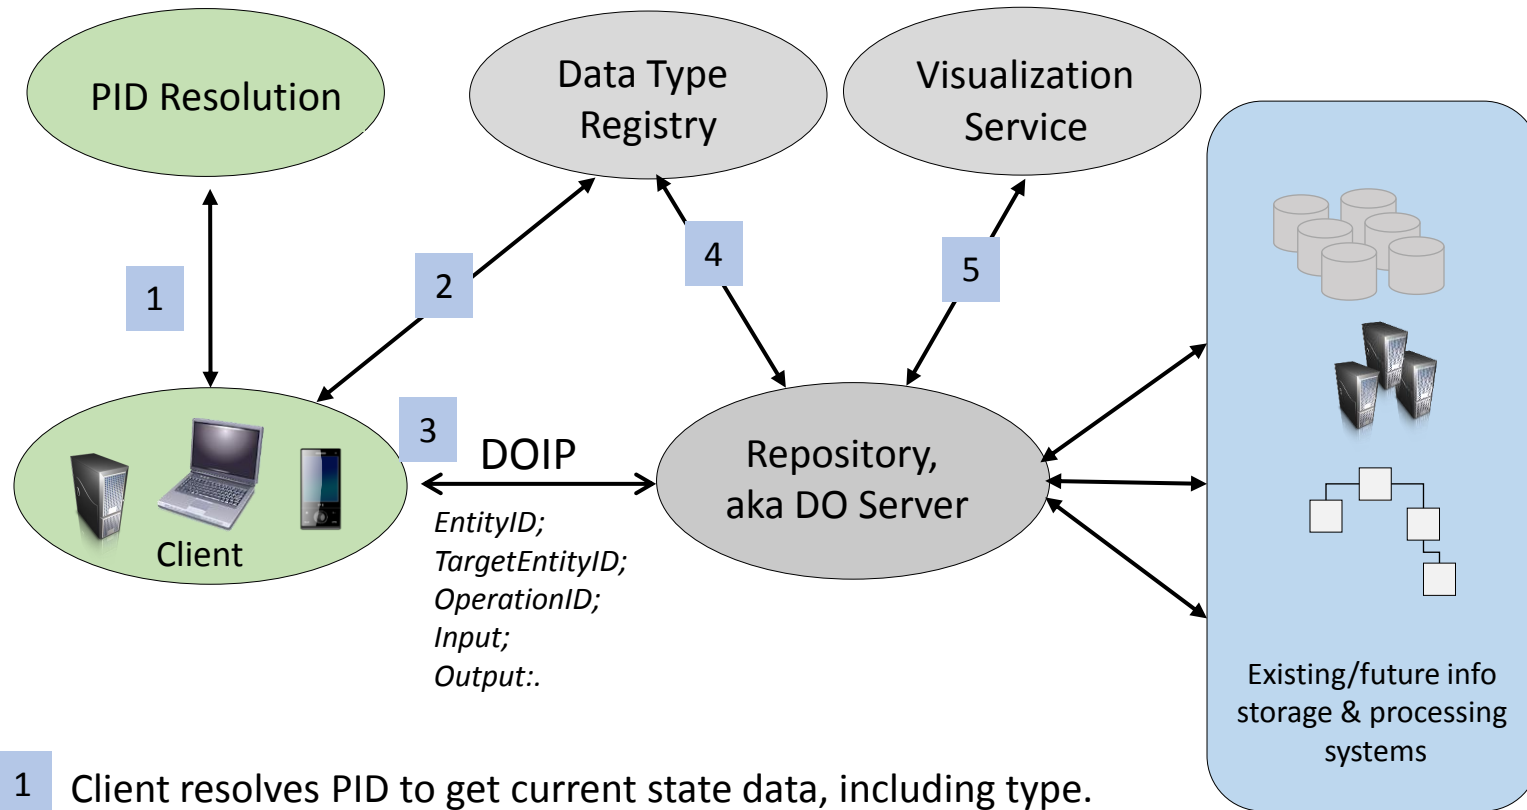 PID Resolution
Data Type
Registry
Visualization
Service
1
2
4
5
3
DOIP
Client
EntityID;
TargetEntityID;
OperationID;
Input;
Output:.
Repository,
aka DO Server
Existing/future info
storage & processing
systems
1 Client resolves PID to get current state data, including type.